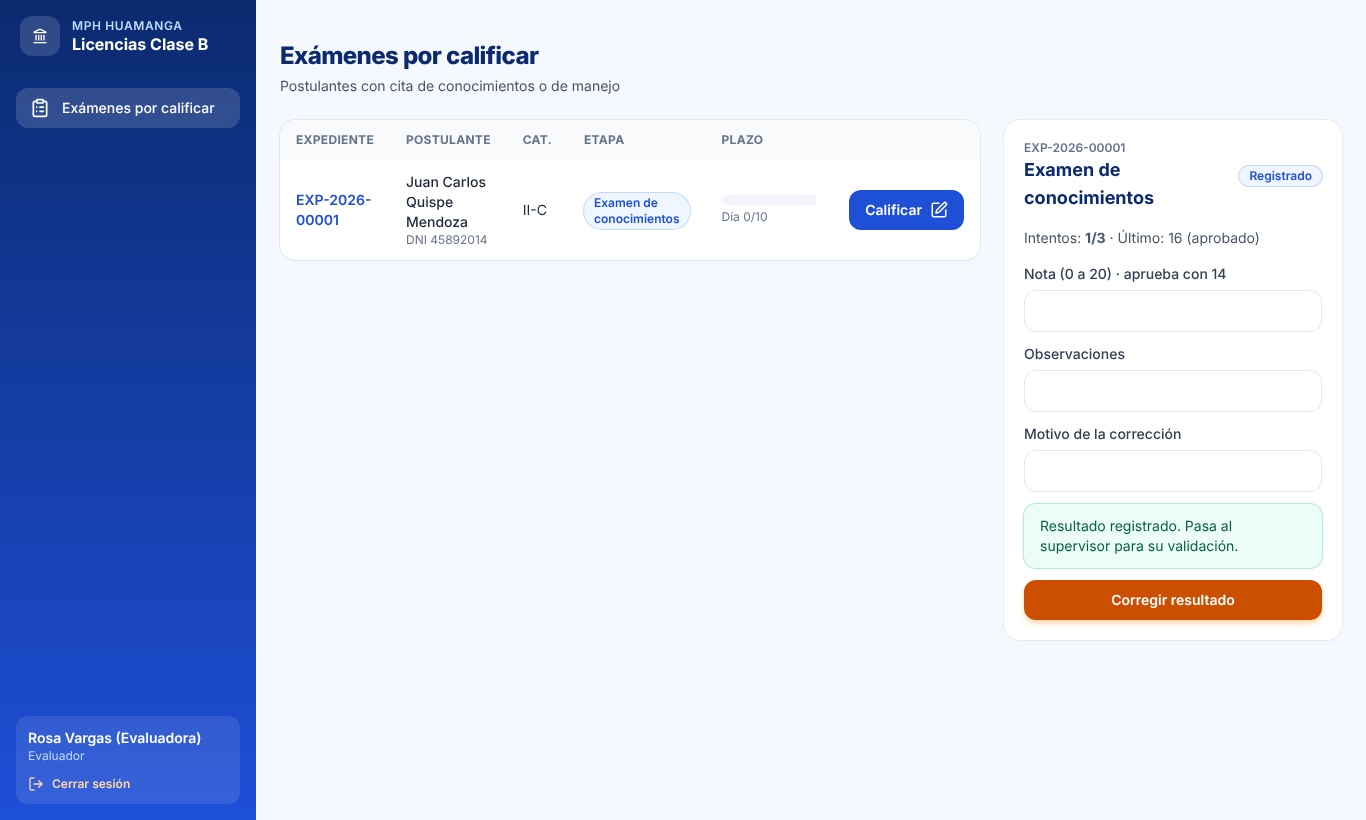 MPH HUAMANGA
Licencias Clase B
Exámenes por calificar
Rosa Vargas (Evaluadora)
Evaluador
Cerrar sesión
Exámenes por calificar
Postulantes con cita de conocimientos o de manejo
EXPEDIENTE POSTULANTE CAT. ETAPA PLAZO
EXP-2026-
00001
Juan Carlos
Quispe
Mendoza
DNI 45892014
II-C
Examen de
conocimientos
Día 0/10
Calificar
EXP-2026-00001
Examen de
conocimientos
Registrado
Intentos: 1/3 · Último: 16 (aprobado)
Nota (0 a 20) · aprueba con 14
Observaciones
Motivo de la corrección
Resultado registrado. Pasa al
supervisor para su validación.
Corregir resultado